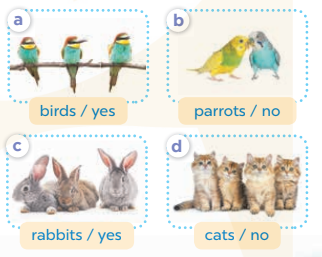 a
b
birds / yes
parrots / no
c
d
rabbits / yes
cats / no